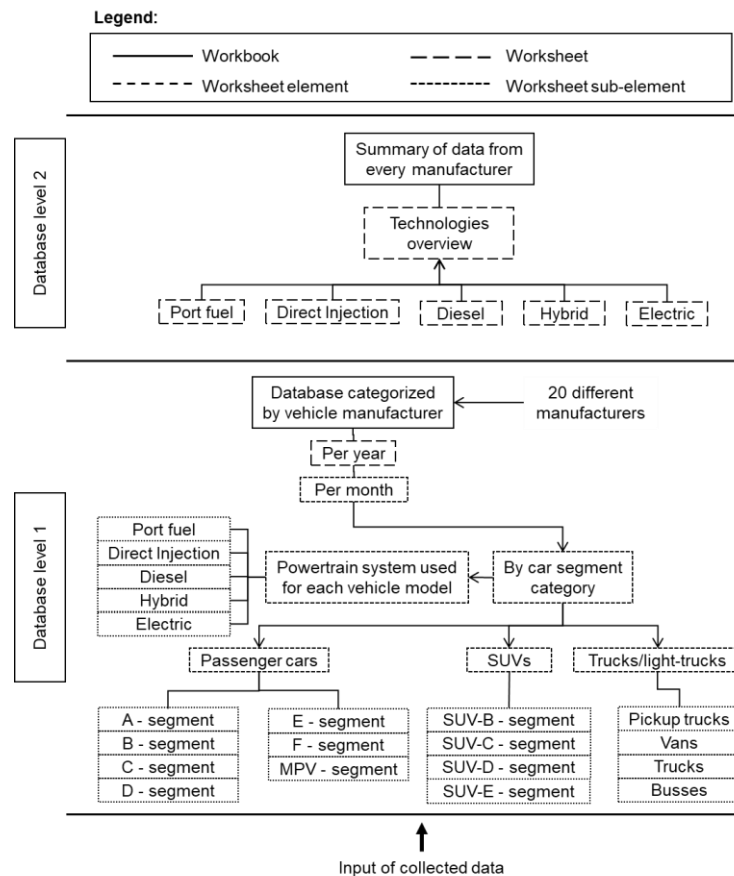 Legend:
Workbook
Worksheet
Worksheet element
Worksheet sub-element
Database level 2
Summary of data from
every manufacturer
Technologies
overview
Port fuel
Direct Injection
Diesel
Hybrid
Electric
Database level 1
Database categorized
by vehicle manufacturer
20 different
manufacturers
Per year
Per month
Port fuel
Direct Injection
Diesel
Hybrid
Electric
Powertrain system used
for each vehicle model
By car segment
category
Passenger cars
SUVs
Trucks/light-trucks
A - segment
B - segment
C - segment
D - segment
E - segment
F - segment
MPV - segment
SUV-B - segment
SUV-C - segment
SUV-D - segment
SUV-E - segment
Pickup trucks
Vans
Trucks
Busses
Input of collected data